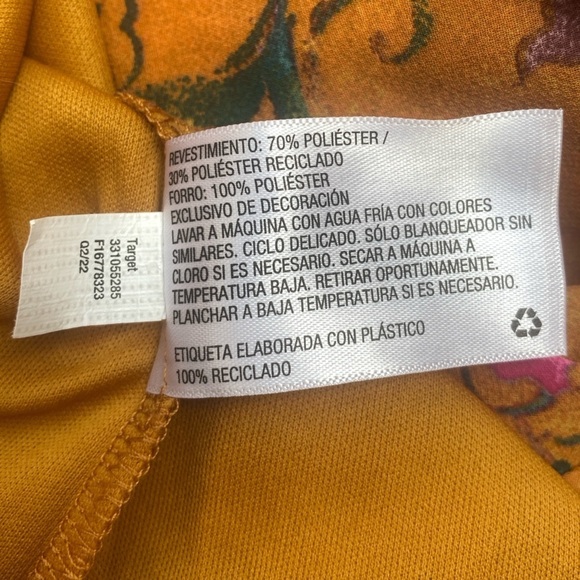 REVESTIMIENTO: 70% POLIÉSTER /
30% POLIÉSTER RECICLADO
FORRO: 100% POLIÉSTER
EXCLUSIVO DE DECORACIÓN
LAVAR A MÁQUINA CON AGUA FRÍA CON COLORES
SIMILARES. CICLO DELICADO. SÓLO BLANQUEADOR SIN
CLORO SI ES NECESARIO. SECAR A MÁQUINA A
TEMPERATURA BAJA. RETIRAR OPORTUNAMENTE.
PLANCHAR A BAJA TEMPERATURA SI ES NECESARIO.
ETIQUETA ELABORADA CON PLÁSTICO
100% RECICLADO
Target
331055285
F16778323
Q2/22